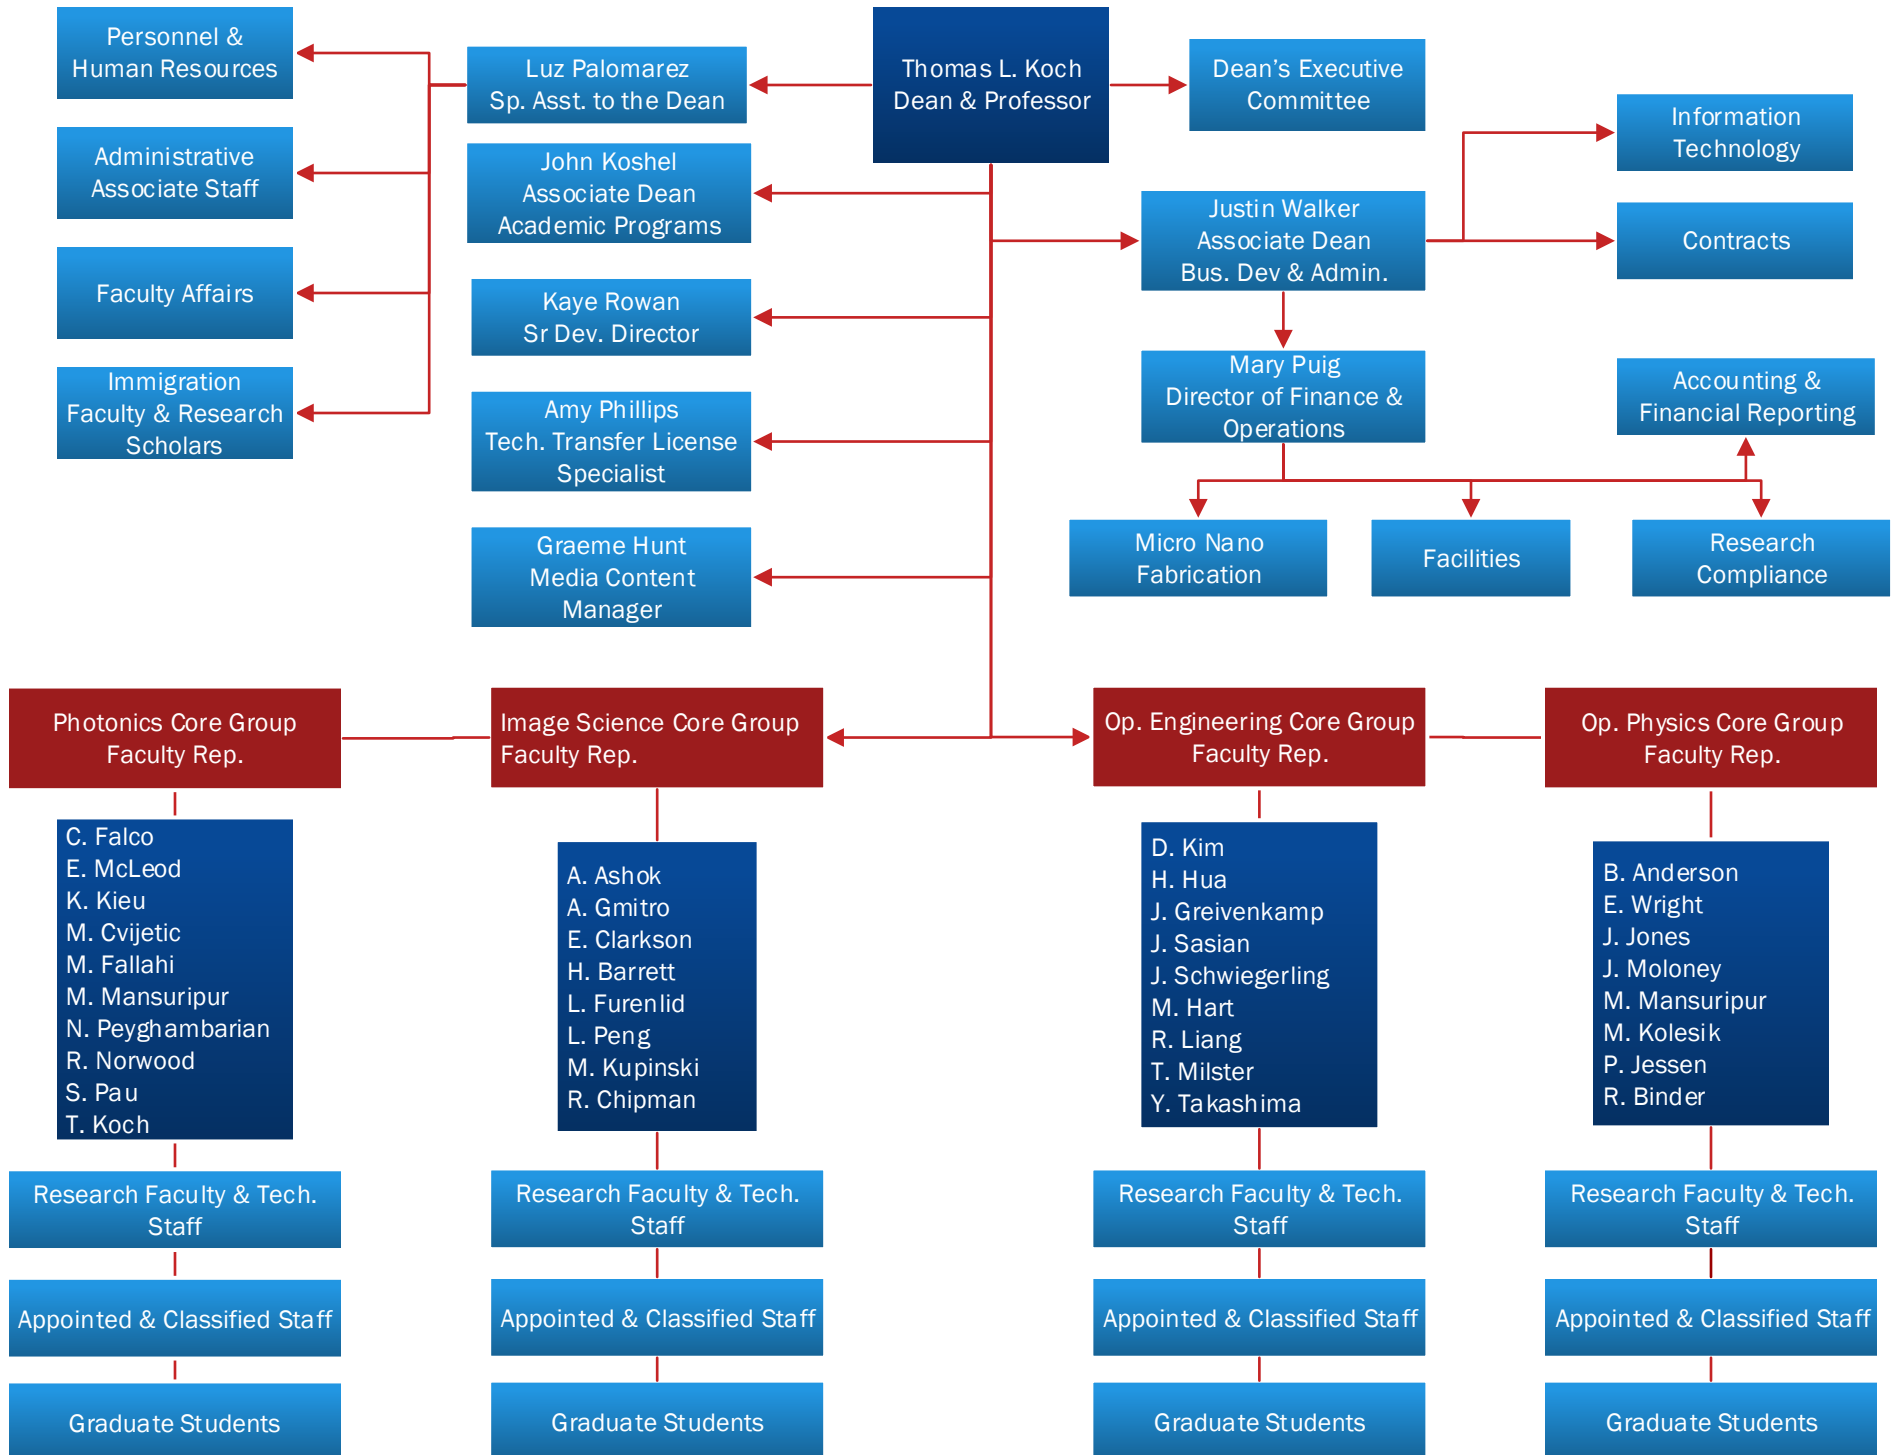 Personnel &
Human Resources
Luz Palomarez
Sp. Asst. to the Dean
Thomas L. Koch
Dean & Professor
Dean’s Executive
Committee
Information
Technology
Administrative
Associate Staff
John Koshel
Associate Dean
Academic Programs
Justin Walker
Associate Dean
Bus. Dev & Admin.
Contracts
Faculty Affairs
Kaye Rowan
Sr Dev. Director
Immigration
Faculty & Research
Scholars
Amy Phillips
Tech. Transfer License
Specialist
Mary Puig
Director of Finance &
Operations
Accounting &
Financial Reporting
Graeme Hunt
Media Content
Manager
Micro Nano
Fabrication
Facilities
Research
Compliance
Photonics Core Group
Faculty Rep.
Image Science Core Group
Faculty Rep.
Op. Engineering Core Group
Faculty Rep.
Op. Physics Core Group
Faculty Rep.
C. Falco
E. McLeod
K. Kieu
M. Cvijetic
M. Fallahi
M. Mansuripur
N. Peyghambarian
R. Norwood
S. Pau
T. Koch
A. Ashok
A. Gmitro
E. Clarkson
H. Barrett
L. Furenlid
L. Peng
M. Kupinski
R. Chipman
D. Kim
H. Hua
J. Greivenkamp
J. Sasian
J. Schwiegerling
M. Hart
R. Liang
T. Milster
Y. Takashima
B. Anderson
E. Wright
J. Jones
J. Moloney
M. Mansuripur
M. Kolesik
P. Jessen
R. Binder
Research Faculty & Tech.
Staff
Research Faculty & Tech.
Staff
Research Faculty & Tech.
Staff
Research Faculty & Tech.
Staff
Appointed & Classified Staff
Appointed & Classified Staff
Appointed & Classified Staff
Appointed & Classified Staff
Graduate Students
Graduate Students
Graduate Students
Graduate Students